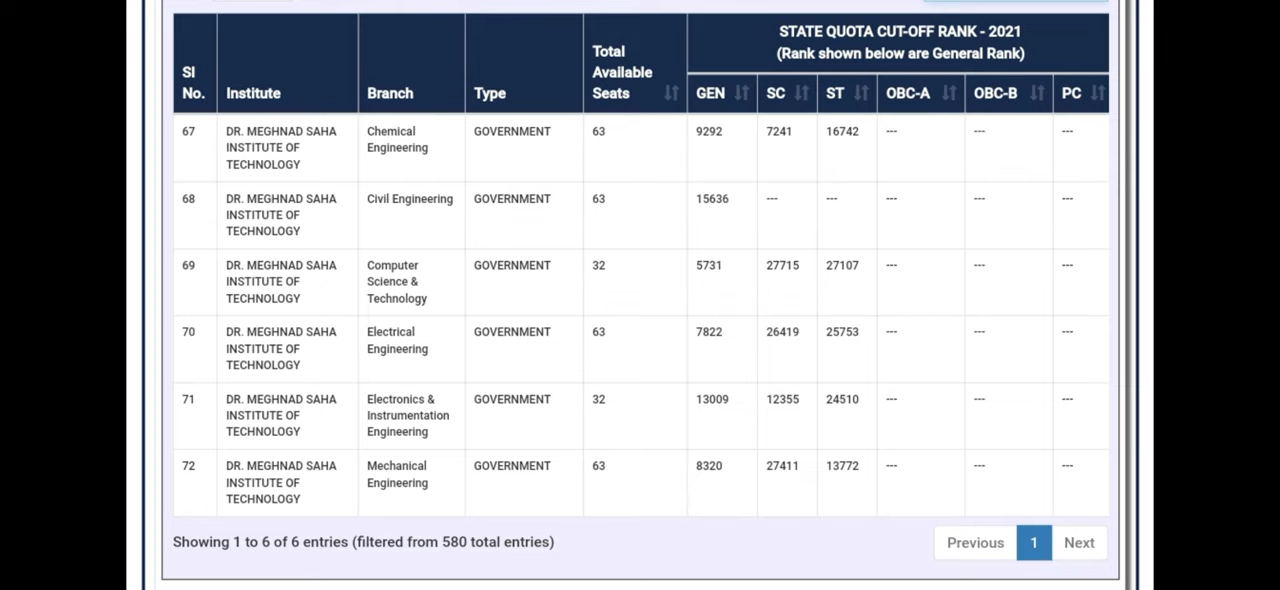 STATE QUOTA CUT-OFF RANK - 2021
(Rank shown below are General Rank)
Sl No. Institute Branch Type Total Available Seats GEN SC ST OBC-A OBC-B PC
67 DR. MEGHNAD SAHA INSTITUTE OF TECHNOLOGY Chemical Engineering GOVERNMENT 63 9292 7241 16742 --- --- ---
68 DR. MEGHNAD SAHA INSTITUTE OF TECHNOLOGY Civil Engineering GOVERNMENT 63 15636 --- --- --- --- ---
69 DR. MEGHNAD SAHA INSTITUTE OF TECHNOLOGY Computer Science & Technology GOVERNMENT 32 5731 27715 27107 --- --- ---
70 DR. MEGHNAD SAHA INSTITUTE OF TECHNOLOGY Electrical Engineering GOVERNMENT 63 7822 26419 25753 --- --- ---
71 DR. MEGHNAD SAHA INSTITUTE OF TECHNOLOGY Electronics & Instrumentation Engineering GOVERNMENT 32 13009 12355 24510 --- --- ---
72 DR. MEGHNAD SAHA INSTITUTE OF TECHNOLOGY Mechanical Engineering GOVERNMENT 63 8320 27411 13772 --- --- ---
Showing 1 to 6 of 6 entries (filtered from 580 total entries)
Previous 1 Next